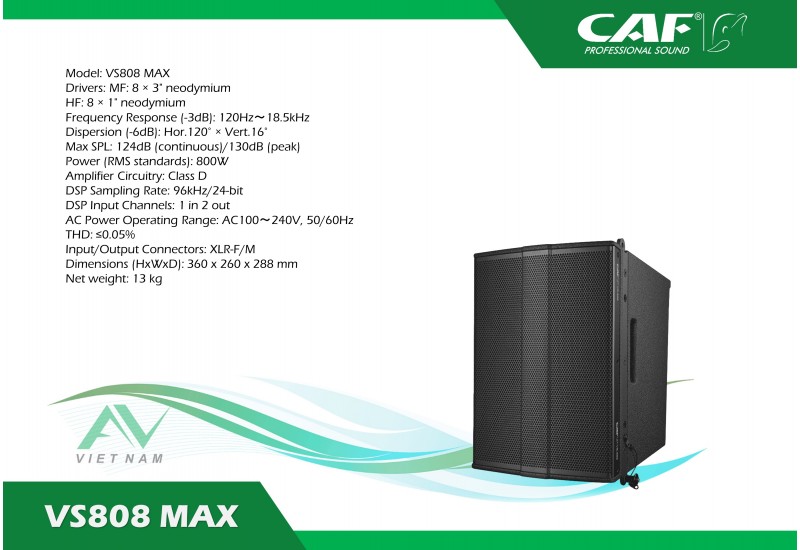 CAF®
PROFESSIONAL SOUND
Model: VS808 MAX
Drivers: MF: 8 × 3" neodymium
HF: 8 × 1" neodymium
Frequency Response (-3dB): 120Hz～18.5kHz
Dispersion (-6dB): Hor.120° × Vert.16°
Max SPL: 124dB (continuous)/130dB (peak)
Power (RMS standards): 800W
Amplifier Circuitry: Class D
DSP Sampling Rate: 96kHz/24-bit
DSP Input Channels: 1 in 2 out
AC Power Operating Range: AC100～240V, 50/60Hz
THD: ≤0.05%
Input/Output Connectors: XLR-F/M
Dimensions (HxWxD): 360 x 260 x 288 mm
Net weight: 13 kg
AV
VIET NAM
VS808 MAX